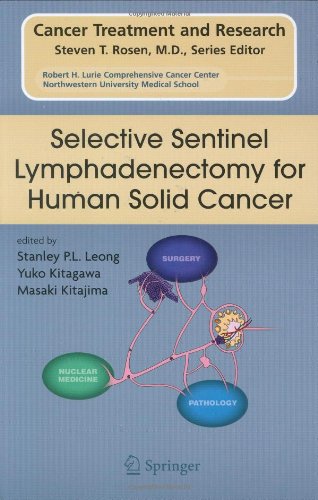 Cancer Treatment and Research
Steven T. Rosen, M.D., Series Editor
Robert H. Lurie Comprehensive Cancer Center
Northwestern University Medical School
Selective Sentinel
Lymphadenectomy for
Human Solid Cancer
edited by
Stanley P.L. Leong
Yuko Kitagawa
Masaki Kitajima
SURGERY
NUCLEAR
MEDICINE
PATHOLOGY
Springer